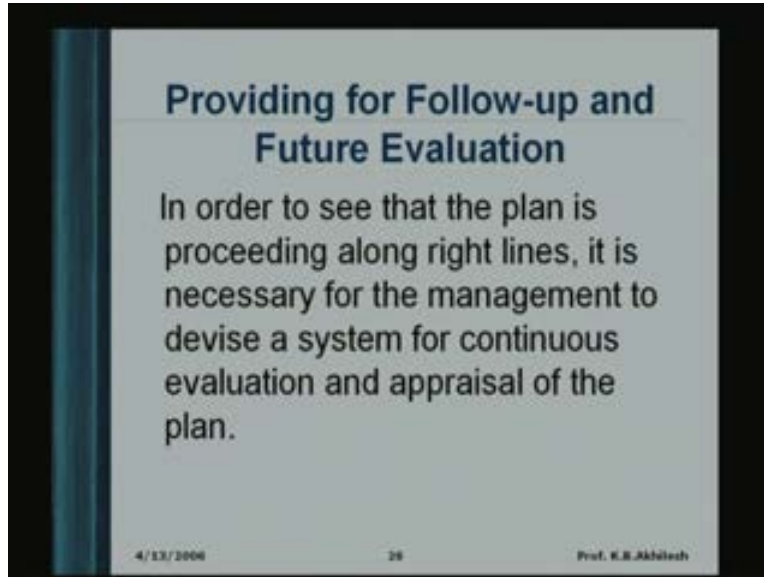 Providing for Follow-up and
Future Evaluation
In order to see that the plan is
proceeding along right lines, it is
necessary for the management to
devise a system for continuous
evaluation and appraisal of the
plan.
4/13/2006 26 Prof. K.B.Akhilesh